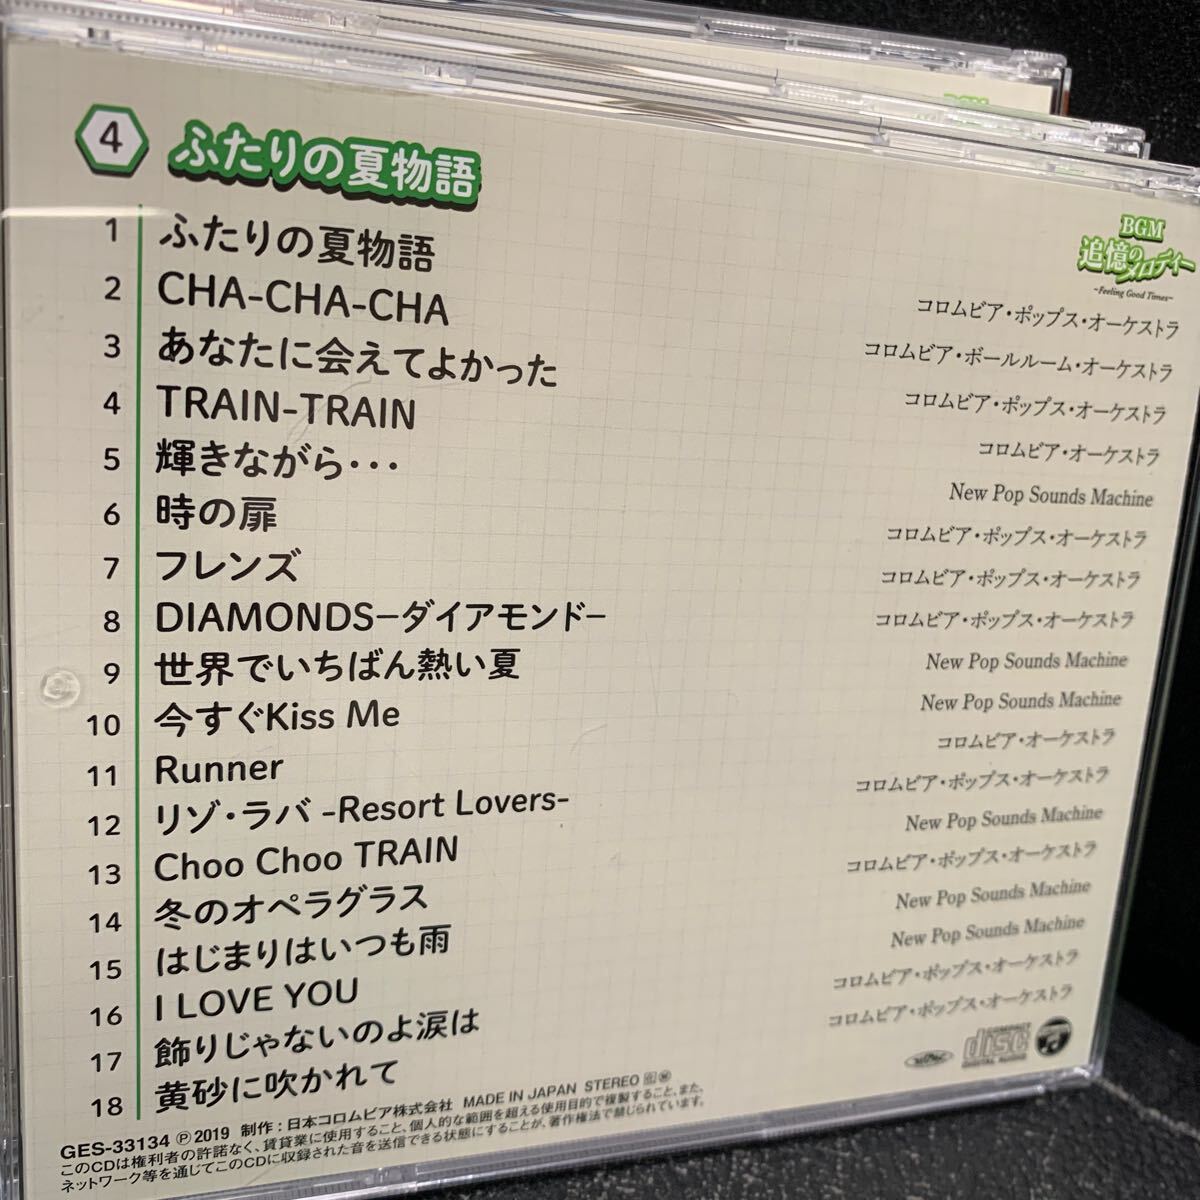 BGM
4 ふたりの夏物語
BGM
追憶のメロディー
~Feeling Good Times~
1 ふたりの夏物語 コロムビア・ポップス・オーケストラ
2 CHA-CHA-CHA コロムビア・ボールルーム・オーケストラ
3 あなたに会えてよかった コロムビア・ポップス・オーケストラ
4 TRAIN-TRAIN コロムビア・オーケストラ
5 輝きながら・・・ New Pop Sounds Machine
6 時の扉 コロムビア・ポップス・オーケストラ
7 フレンズ コロムビア・ポップス・オーケストラ
8 DIAMONDS–ダイアモンド– コロムビア・ポップス・オーケストラ
9 世界でいちばん熱い夏 New Pop Sounds Machine
10 今すぐKiss Me New Pop Sounds Machine
11 Runner コロムビア・オーケストラ
12 リゾ・ラバ -Resort Lovers- コロムビア・ポップス・オーケストラ
13 Choo Choo TRAIN New Pop Sounds Machine
14 冬のオペラグラス コロムビア・ポップス・オーケストラ
15 はじまりはいつも雨 New Pop Sounds Machine
16 I LOVE YOU New Pop Sounds Machine
17 飾りじゃないのよ涙は コロムビア・ポップス・オーケストラ
18 黄砂に吹かれて コロムビア・ポップス・オーケストラ
COMPACT
disc
DIGITAL AUDIO
GES-33134 ℗2019 制作:日本コロムビア株式会社 MADE IN JAPAN STEREO
このCDは権利者の許諾なく、賃貸業に使用すること、個人的な範囲を超える使用目的で複製すること、また、
ネットワーク等を通じてこのCDに収録された音を送信できる状態にすることが、著作権法で禁じられています。